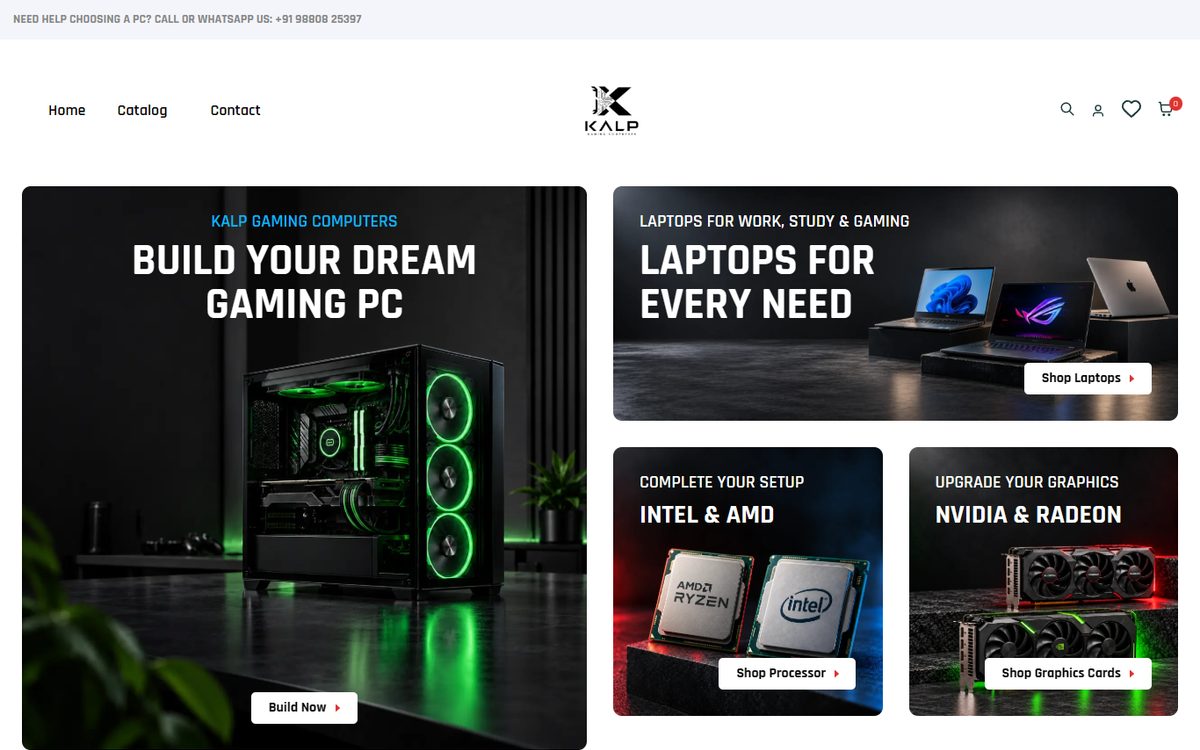 NEED HELP CHOOSING A PC? CALL OR WHATSAPP US: +91 98808 25397
Home
Catalog
Contact
KALP
0
KALP GAMING COMPUTERS
BUILD YOUR DREAM
GAMING PC
Build Now
LAPTOPS FOR WORK, STUDY & GAMING
LAPTOPS FOR
EVERY NEED
Shop Laptops
COMPLETE YOUR SETUP
INTEL & AMD
AMD
RYZEN
intel
Shop Processor
UPGRADE YOUR GRAPHICS
NVIDIA & RADEON
Shop Graphics Cards